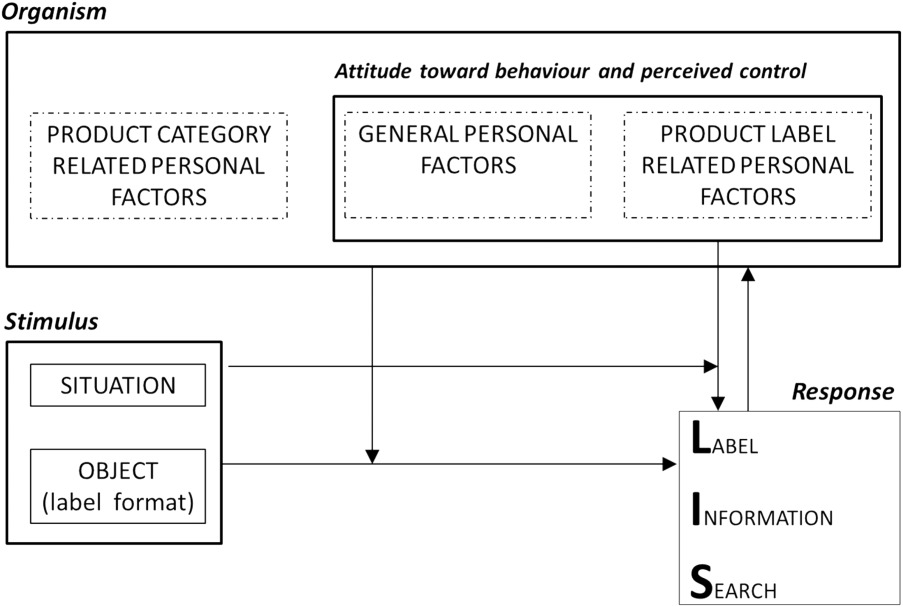 Organism
Attitude toward behaviour and perceived control
PRODUCT CATEGORY
RELATED PERSONAL
FACTORS
GENERAL PERSONAL
FACTORS
PRODUCT LABEL
RELATED PERSONAL
FACTORS
Stimulus
SITUATION
OBJECT
(label format)
Response
LABEL
INFORMATION
SEARCH